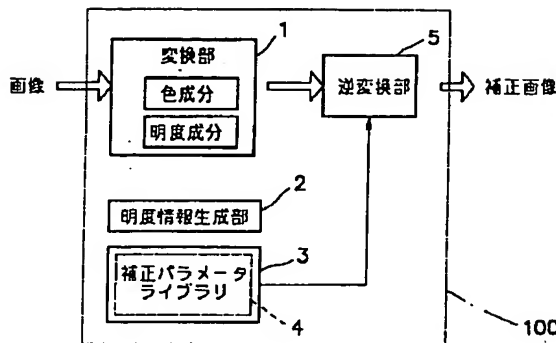 1
変換部
色成分
明度成分
5
逆変換部
画像
補正画像
2
明度情報生成部
3
補正パラメータ
ライブラリ
4
100